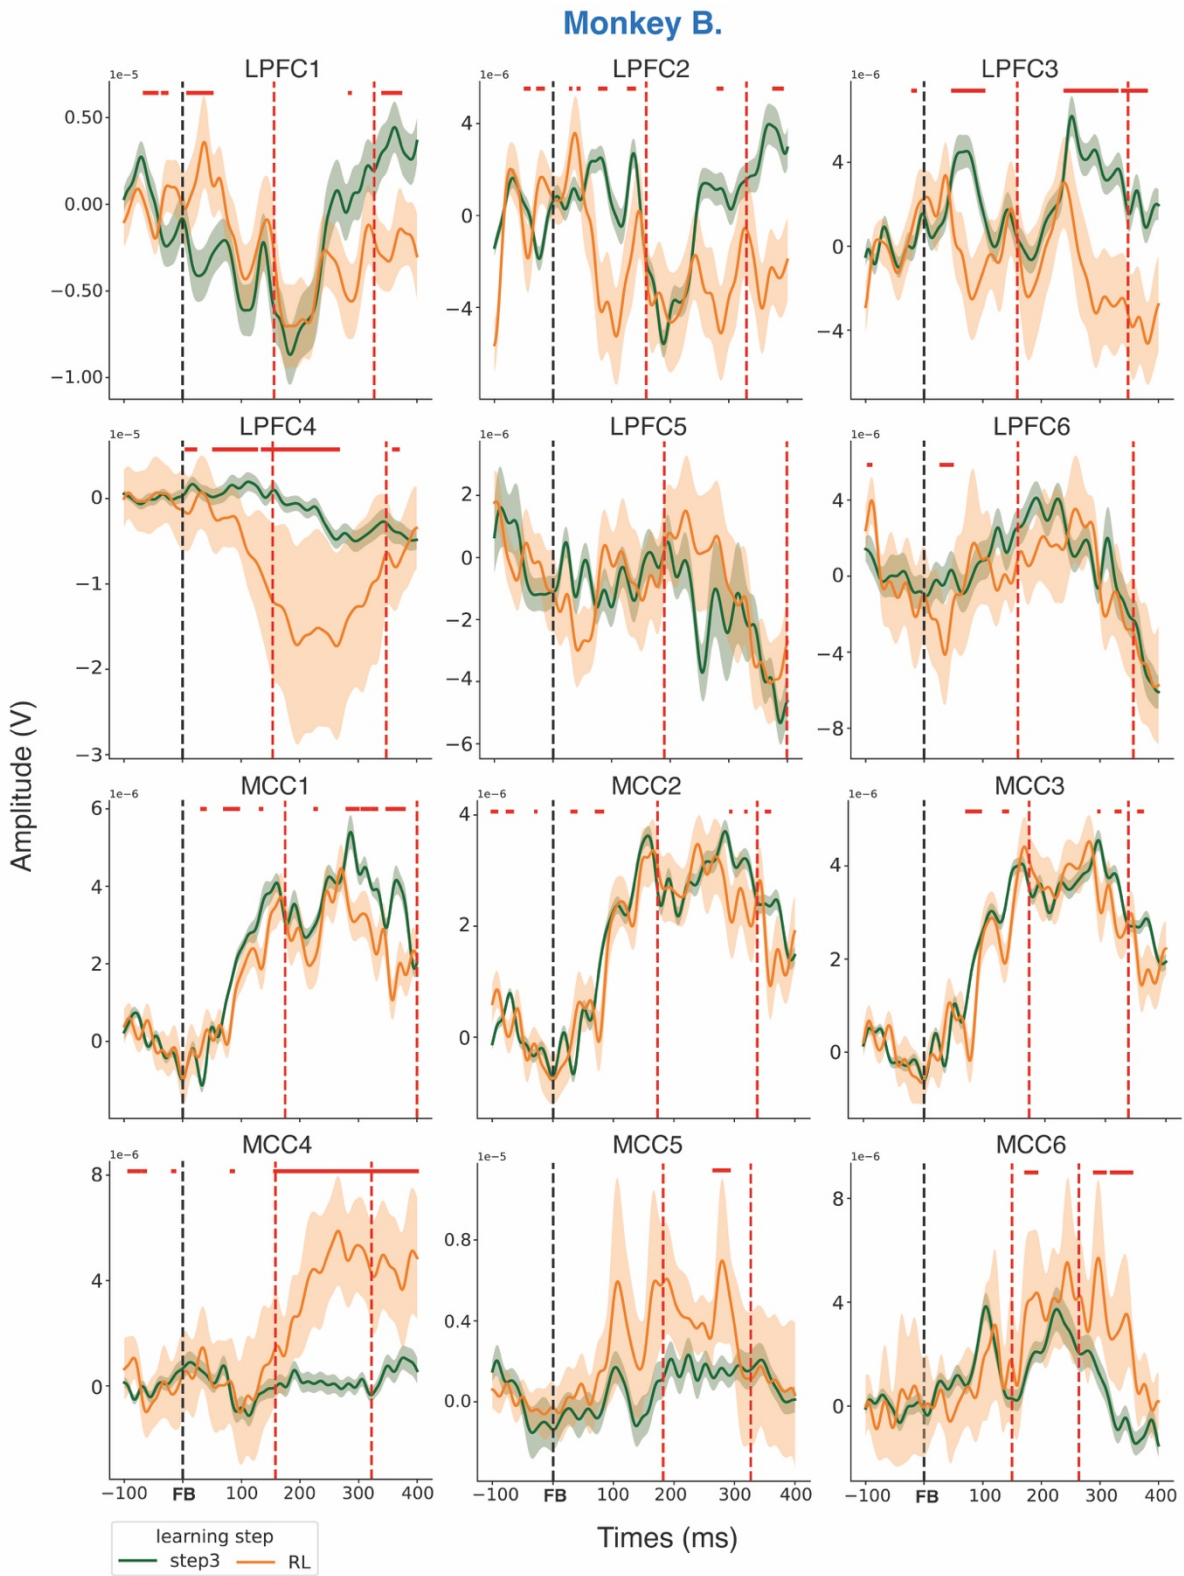 Monkey B.
LPFC1 LPFC2 LPFC3
1e−5 1e−6 1e−6
0.50
0.00
−0.50
−1.00
4
0
−4
4
0
−4
LPFC4 LPFC5 LPFC6
1e−5 1e−6 1e−6
0
−1
−2
−3
2
0
−2
−4
−6
4
0
−4
−8
Amplitude (V)
MCC1 MCC2 MCC3
1e−6 1e−6 1e−6
6
4
2
0
4
2
0
4
2
0
MCC4 MCC5 MCC6
1e−6 1e−5 1e−6
8
4
0
0.8
0.4
0.0
8
4
0
−100 FB 100 200 300 400
−100 FB 100 200 300 400
−100 FB 100 200 300 400
Times (ms)
learning step
step3 RL